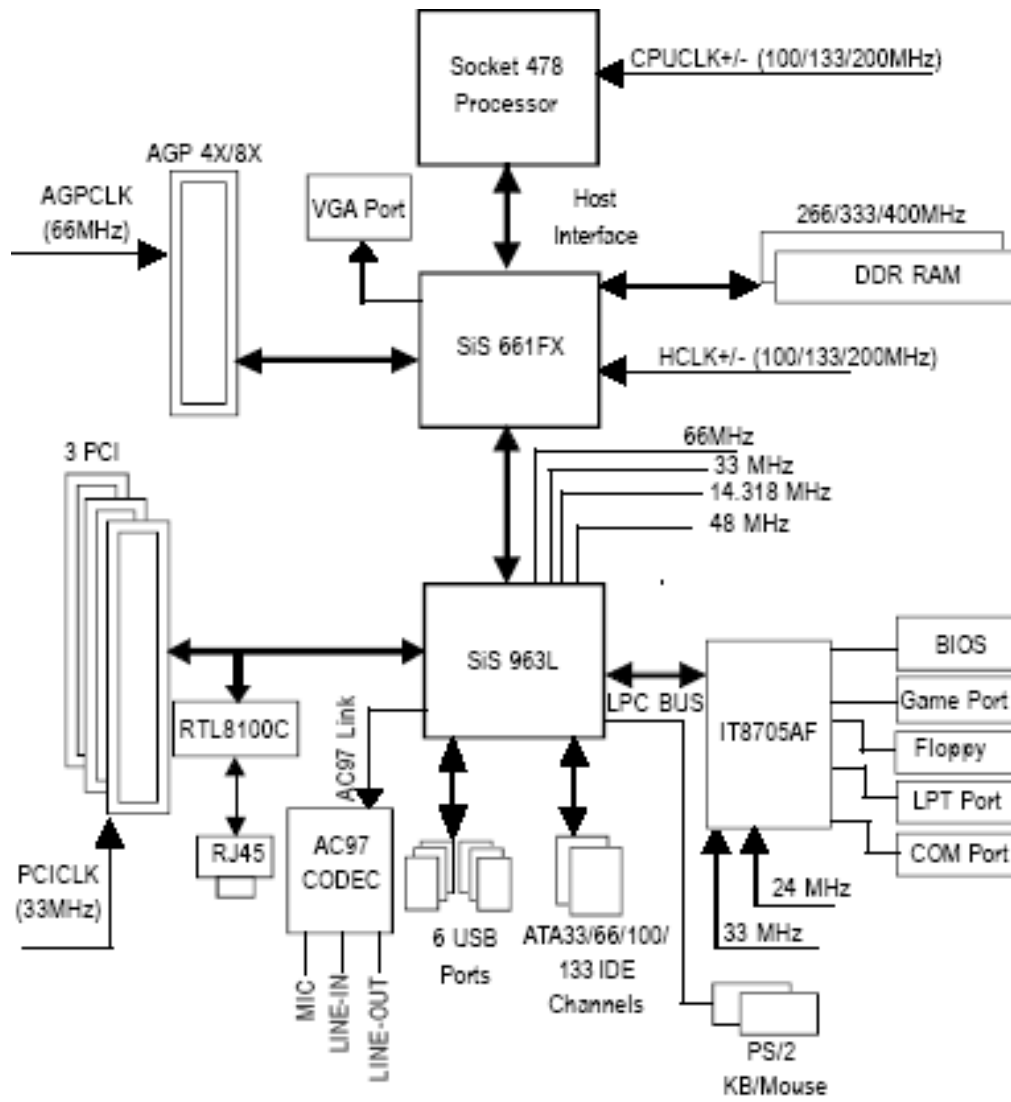 Socket 478
Processor
CPUCLK+/- (100/133/200MHz)
AGP 4X/8X
AGPCLK
(66MHz)
VGA Port
Host
Interface
266/333/400MHz
DDR RAM
SiS 661FX
HCLK+/- (100/133/200MHz)
66MHz
33 MHz
14.318 MHz
48 MHz
3 PCI
SiS 963L
LPC BUS
IT8705AF
BIOS
Game Port
Floppy
LPT Port
COM Port
RTL8100C
RJ45
AC97 Link
AC97
CODEC
PCICLK
(33MHz)
MIC
LINE-IN
LINE-OUT
6 USB
Ports
ATA33/66/100/
133 IDE
Channels
24 MHz
33 MHz
PS/2
KB/Mouse